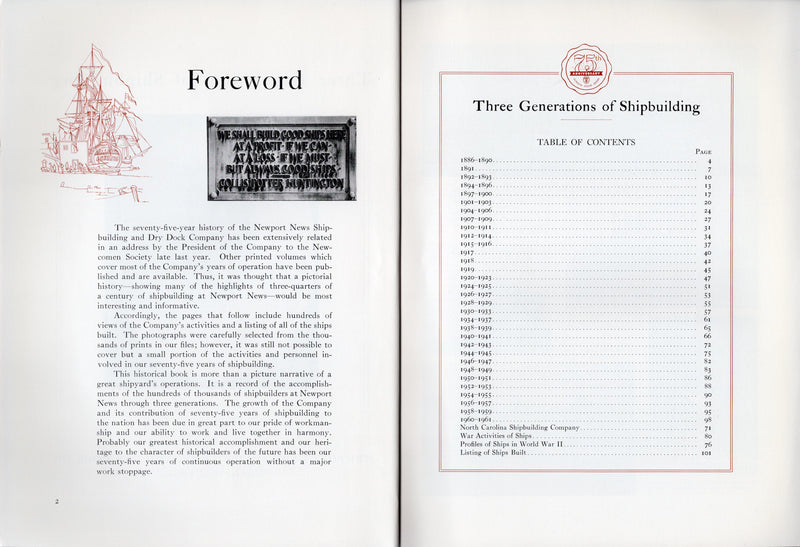 Foreword
WE SHALL BUILD GOOD SHIPS HERE
AT A PROFIT - IF WE CAN -
AT A LOSS - IF WE MUST -
BUT ALWAYS GOOD SHIPS -
COLLIS POTTER HUNTINGTON
The seventy-five-year history of the Newport News Ship-
building and Dry Dock Company has been extensively related
in an address by the President of the Company to the New-
comen Society late last year. Other printed volumes which
cover most of the Company's years of operation have been pub-
lished and are available. Thus, it was thought that a pictorial
history—showing many of the highlights of three-quarters of
a century of shipbuilding at Newport News—would be most
interesting and informative.
Accordingly, the pages that follow include hundreds of
views of the Company's activities and a listing of all of the ships
built. The photographs were carefully selected from the thou-
sands of prints in our files; however, it was still not possible to
cover but a small portion of the activities and personnel in-
volved in our seventy-five years of shipbuilding.
This historical book is more than a picture narrative of a
great shipyard's operations. It is a record of the accomplish-
ments of the hundreds of thousands of shipbuilders at Newport
News through three generations. The growth of the Company
and its contribution of seventy-five years of shipbuilding to
the nation has been due in great part to our pride of workman-
ship and our ability to work and live together in harmony.
Probably our greatest historical accomplishment and our heri-
tage to the character of shipbuilders of the future has been our
seventy-five years of continuous operation without a major
work stoppage.
2
75th
ANNIVERSARY
Three Generations of Shipbuilding
TABLE OF CONTENTS
PAGE
1886-1890 4
1891 7
1892-1893 10
1894-1896 13
1897-1900 17
1901-1903 20
1904-1906 24
1907-1909 27
1910-1911 31
1912-1914 34
1915-1916 37
1917 40
1918 42
1919 45
1920-1923 47
1924-1925 51
1926-1927 53
1928-1929 55
1930-1933 57
1934-1937 61
1938-1939 65
1940-1941 66
1942-1943 72
1944-1945 75
1946-1947 82
1948-1949 83
1950-1951 86
1952-1953 88
1954-1955 90
1956-1957 93
1958-1959 95
1960-1961 98
North Carolina Shipbuilding Company 71
War Activities of Ships 80
Profiles of Ships in World War II 76
Listing of Ships Built 101